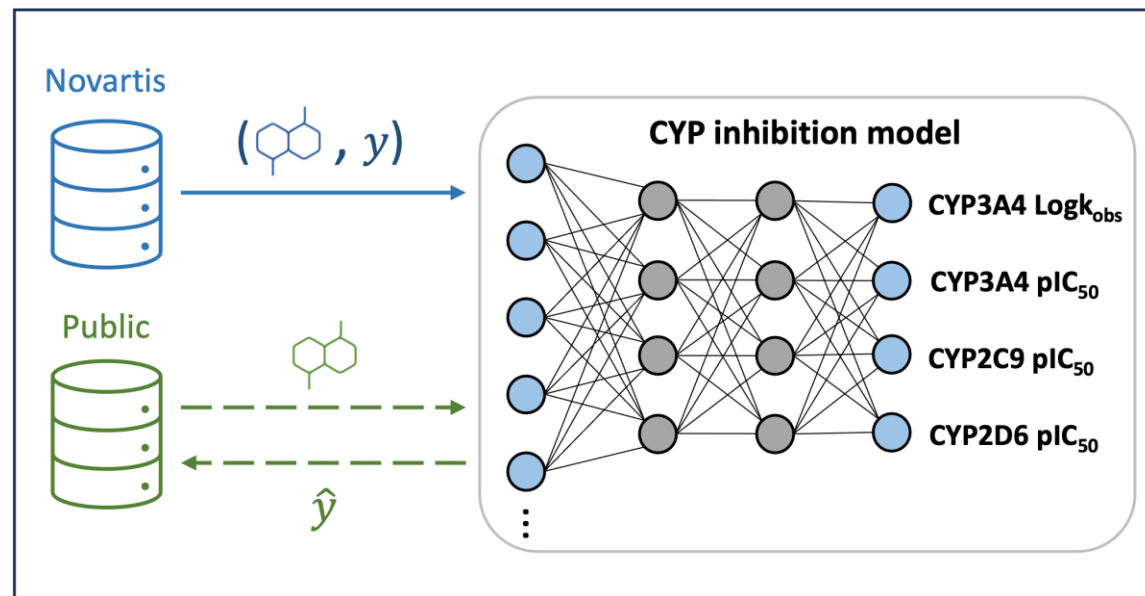 Novartis
( , y)
Public
ŷ
CYP inhibition model
CYP3A4 Logkobs
CYP3A4 pIC50
CYP2C9 pIC50
CYP2D6 pIC50
⋮